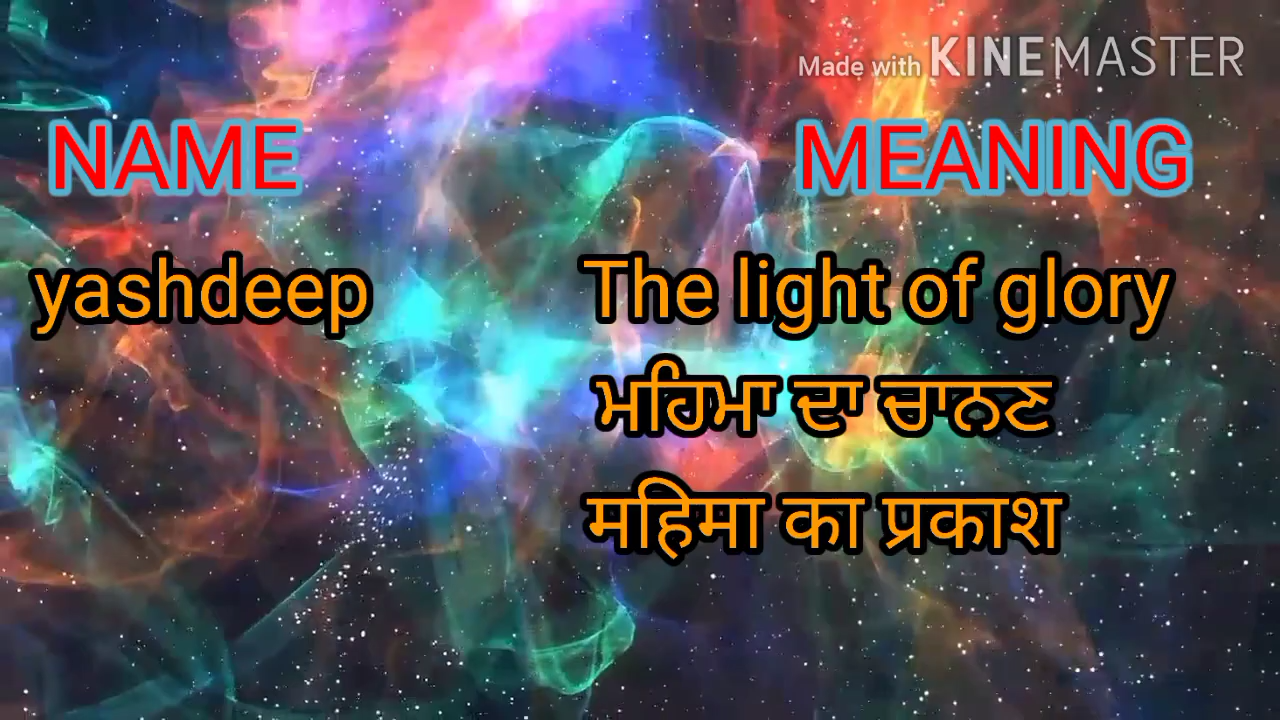 Made with KINEMASTER
NAME MEANING
yashdeep The light of glory
ਮਹਿਮਾ ਦਾ ਚਾਨਣ
महिमा का प्रकाश